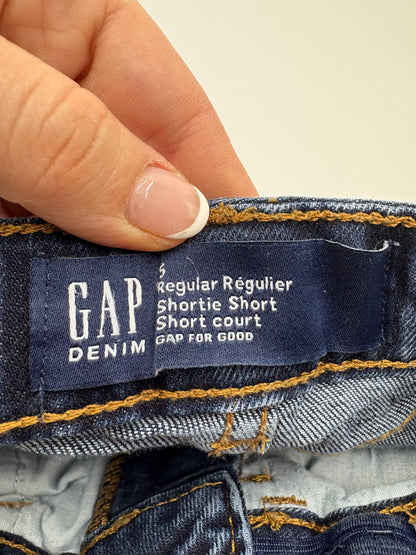 GAP
DENIM
5
Regular Régulier
Shortie Short
Short court
GAP FOR GOOD